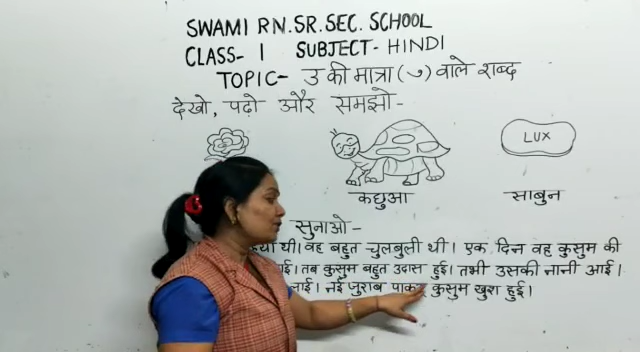 SWAMI R.N.SR.SEC. SCHOOL
CLASS- I SUBJECT- HINDI
TOPIC- उ की मात्रा ( ु ) वाले शब्द
देखो, पढ़ो और समझो-
LUX
कछुआ साबुन
सुनाओ-
थी। वह बहुत चुलबुली थी। एक दिन वह कुसुम की
तब कुसुम बहुत उदास हुई। तभी उसकी नानी आई।
नई जुराब पाकर कुसुम खुश हुई।